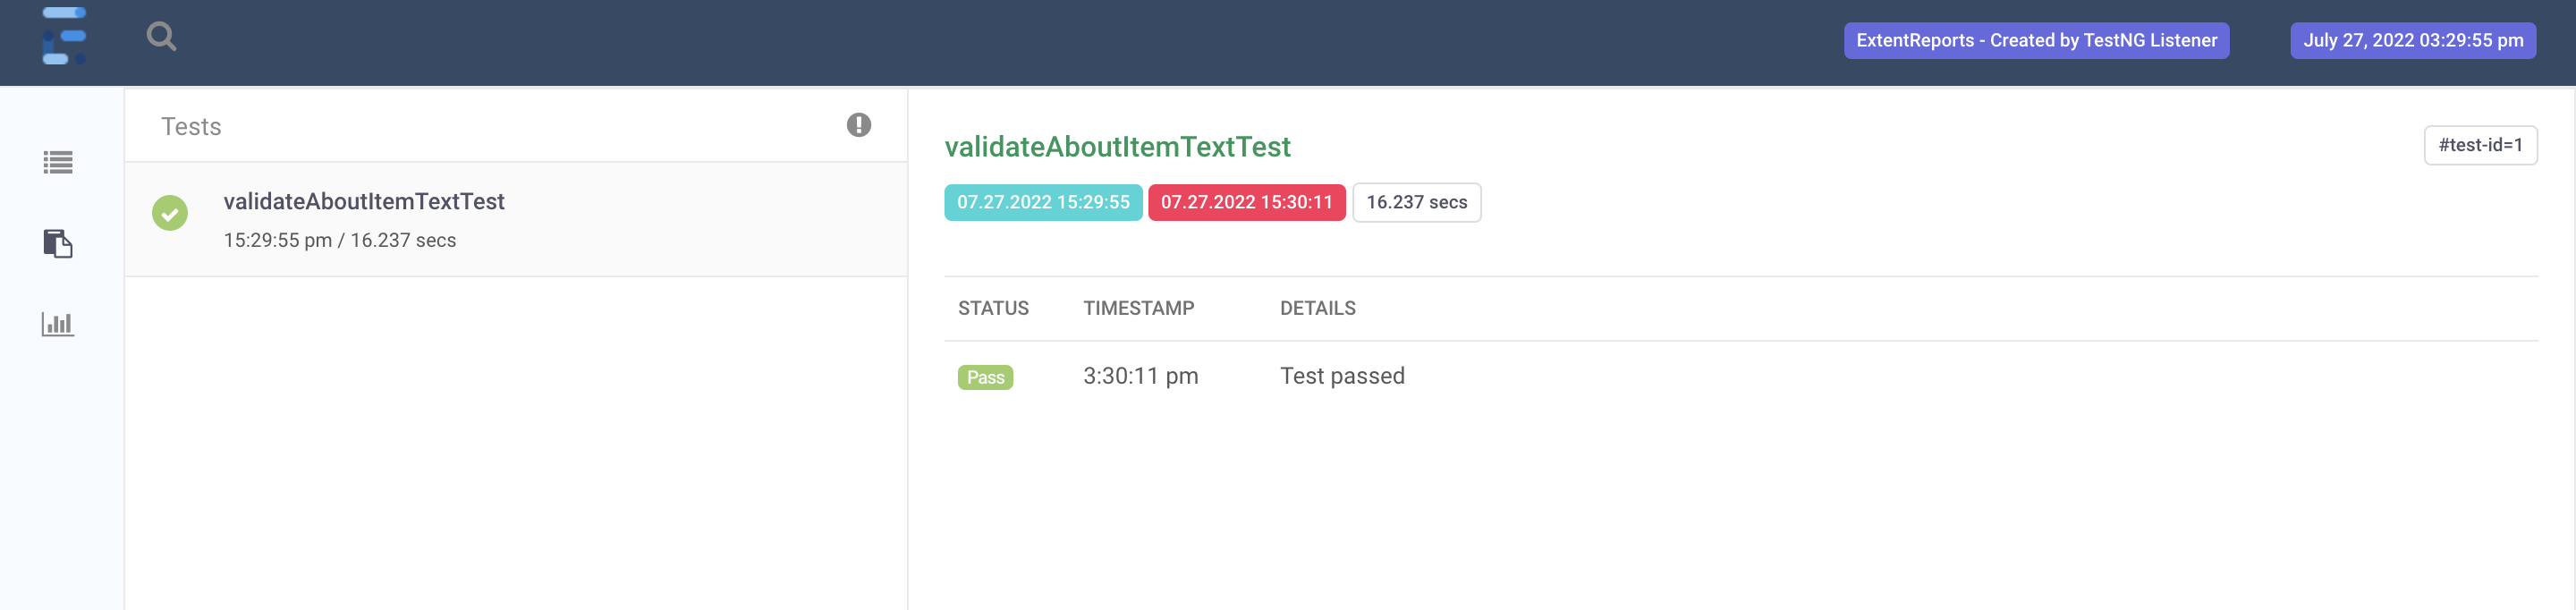 ExtentReports - Created by TestNG Listener
July 27, 2022 03:29:55 pm
Tests
validateAboutItemTextTest
15:29:55 pm / 16.237 secs
validateAboutItemTextTest
#test-id=1
07.27.2022 15:29:55 07.27.2022 15:30:11 16.237 secs
STATUS TIMESTAMP DETAILS
Pass 3:30:11 pm Test passed